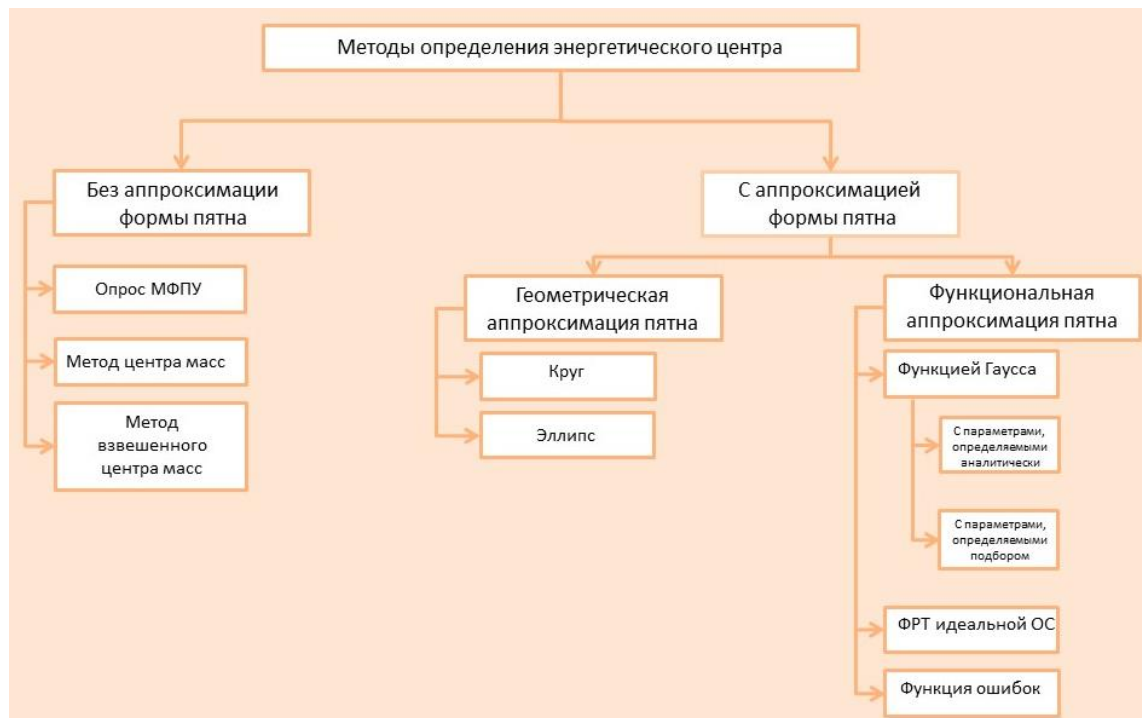 Методы определения энергетического центра
Без аппроксимации
формы пятна
Опрос МФПУ
Метод центра масс
Метод
взвешенного
центра масс
С аппроксимацией
формы пятна
Геометрическая
аппроксимация пятна
Круг
Эллипс
Функциональная
аппроксимация пятна
Функцией Гаусса
С параметрами,
определяемыми
аналитически
С параметрами,
определяемыми
подбором
ФРТ идеальной ОС
Функция ошибок